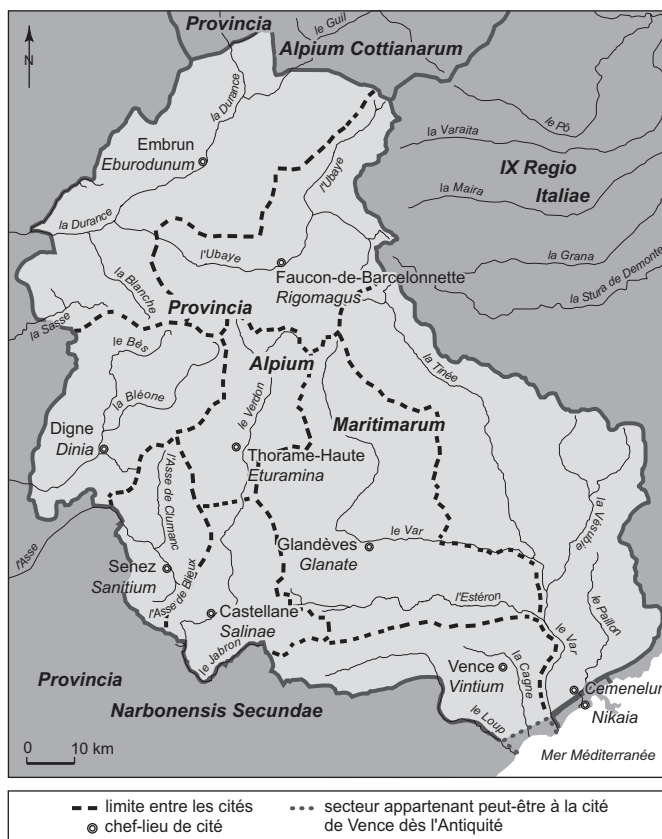 Provincia
Alpium Cottianarum
le Guil
N
la Durance
le Pô
Embrun
Eburodunum
la Varaita
IX Regio
Italiae
l'Ubaye
la Maira
la Durance
l'Ubaye
la Grana
Faucon-de-Barcelonnette
Rigomagus
la Stura de Demonte
la Blanche
Provincia
la Sasse
le Bés
Alpium
la Tinée
la Bléone
le Verdon
Maritimarum
Digne
Dinia
Thorame-Haute
Eturamina
l'Asse de Clumanc
la Vésubie
l'Asse
Glandèves
Glanate
le Var
Senez
Sanitium
l'Asse de Blieux
l'Estéron
le Paillon
Castellane
Salinae
le Var
le Jabron
Vence
Vintium
la Cagne
Cemenelum
Provincia
Narbonensis Secundae
le Loup
Nikaia
0 10 km
Mer Méditerranée
limite entre les cités
chef-lieu de cité
secteur appartenant peut-être à la cité
de Vence dès l'Antiquité